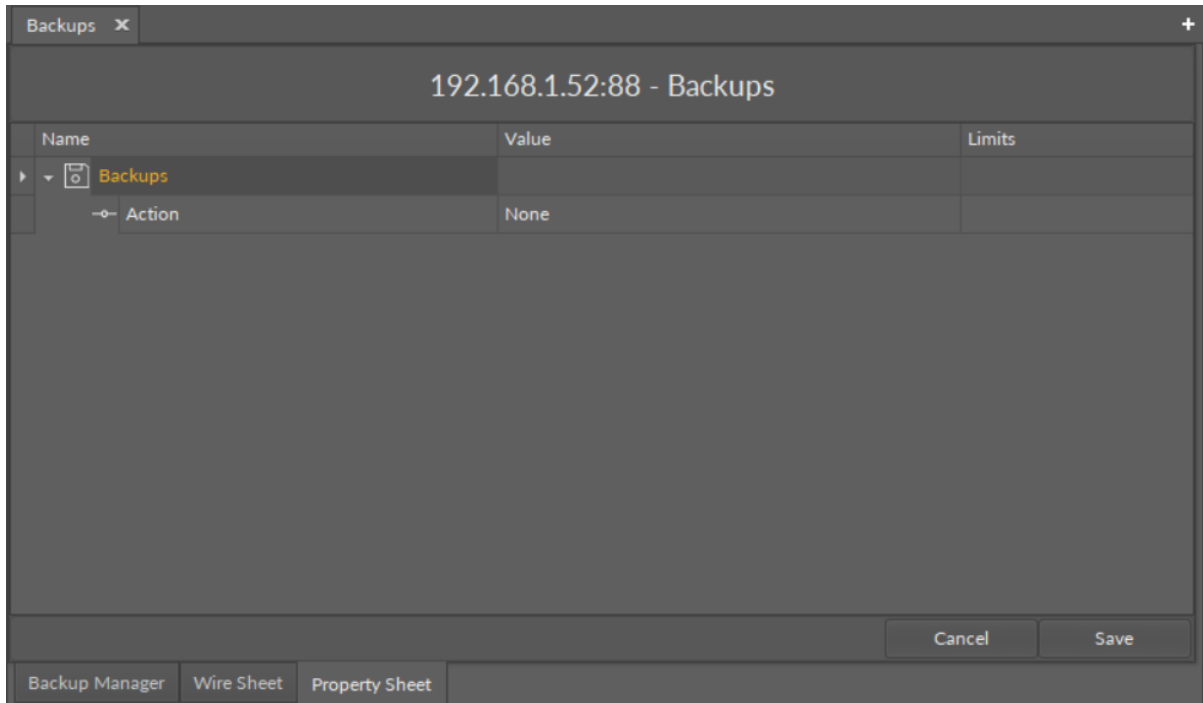 Backups
192.168.1.52:88 - Backups
Name Value Limits
Backups
Action None
Cancel Save
Backup Manager Wire Sheet Property Sheet